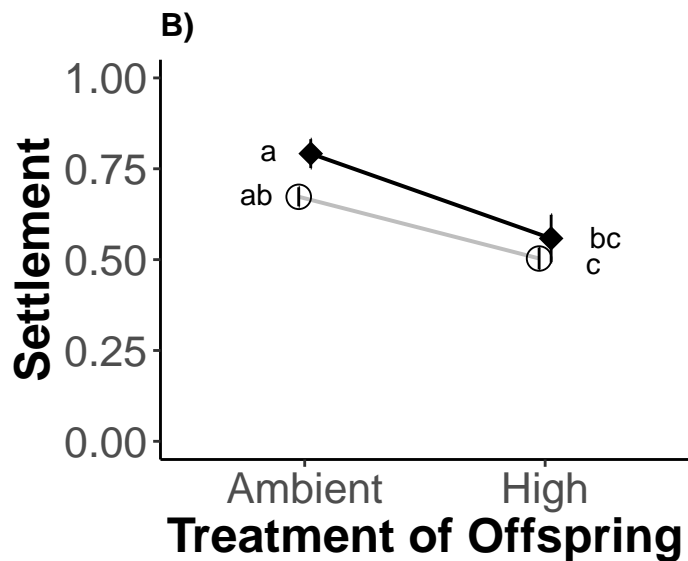 B)
Settlement
1.00
0.75
0.50
0.25
0.00
a
ab
bc
c
Ambient High
Treatment of Offspring